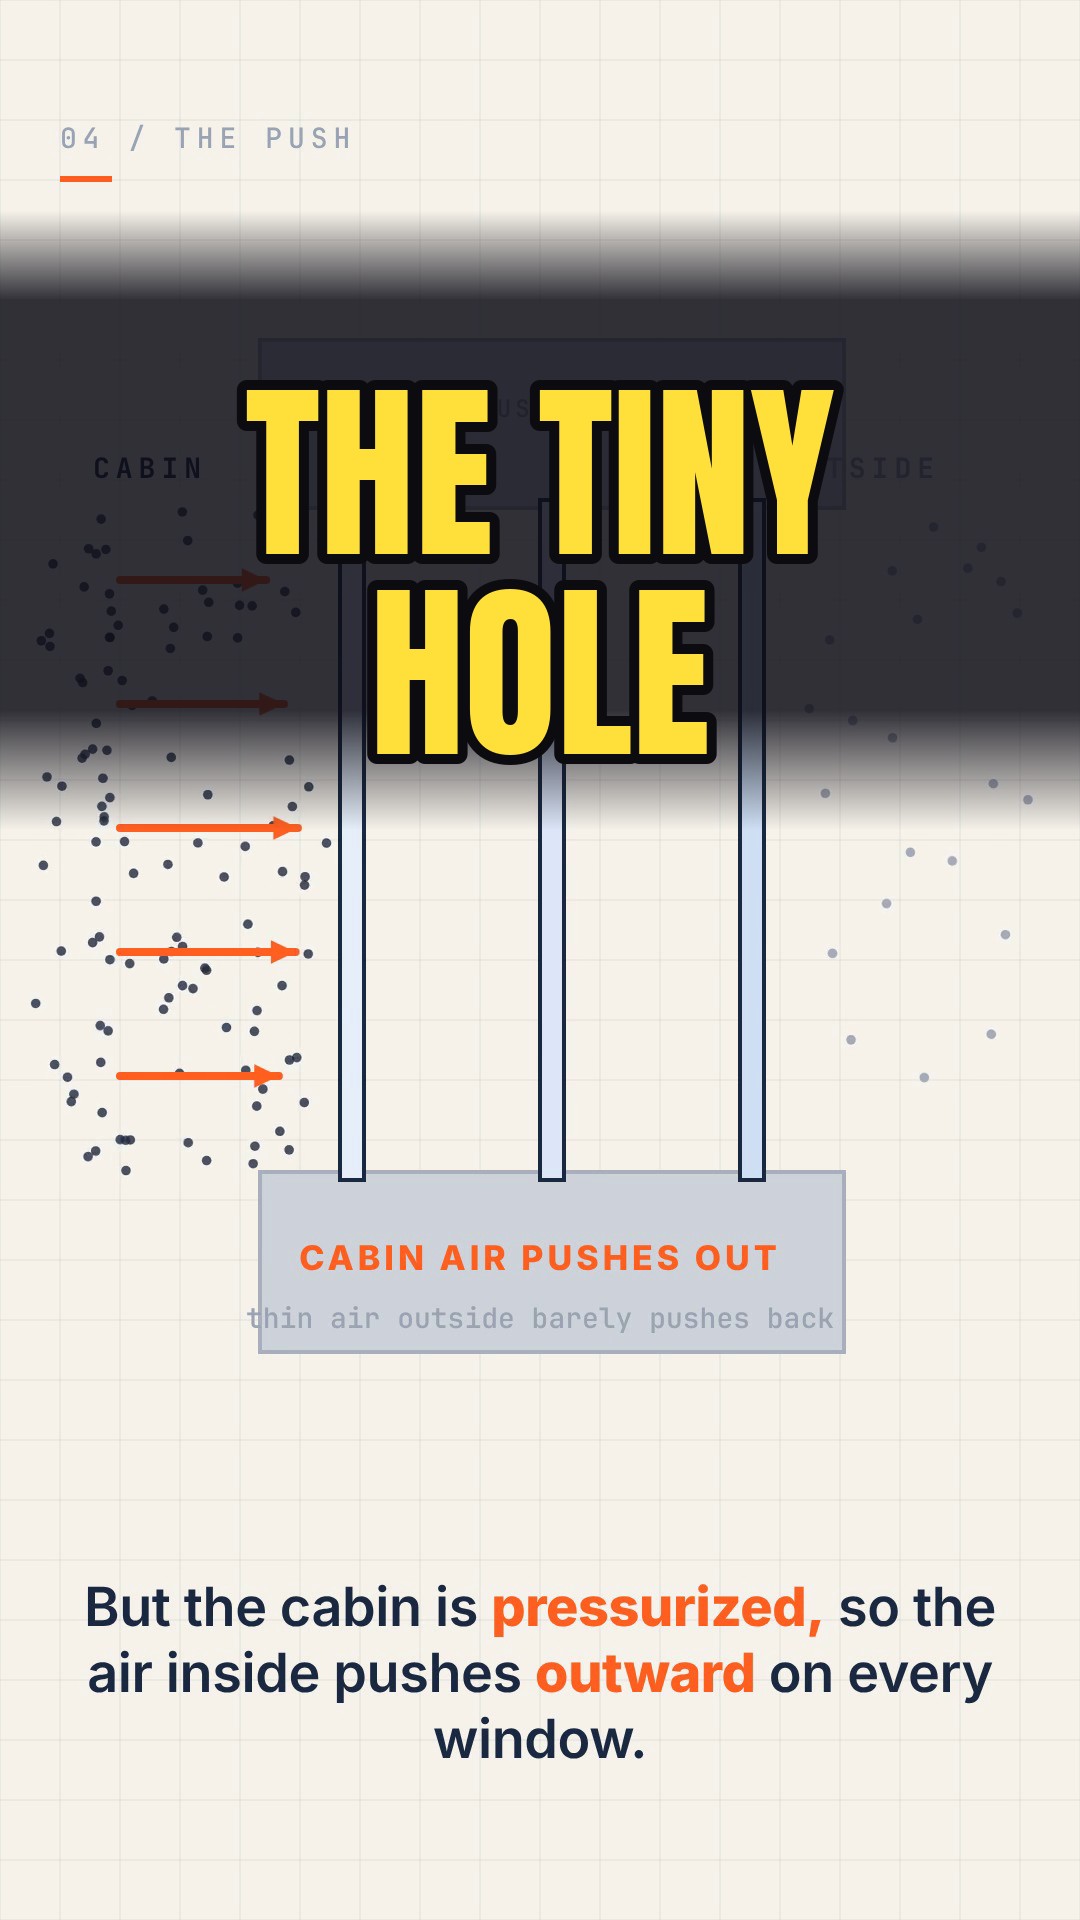 04 / THE PUSH
THE TINY
HOLE
CABIN
CABIN AIR PUSHES OUT
thin air outside barely pushes back
But the cabin is pressurized, so the
air inside pushes outward on every
window.